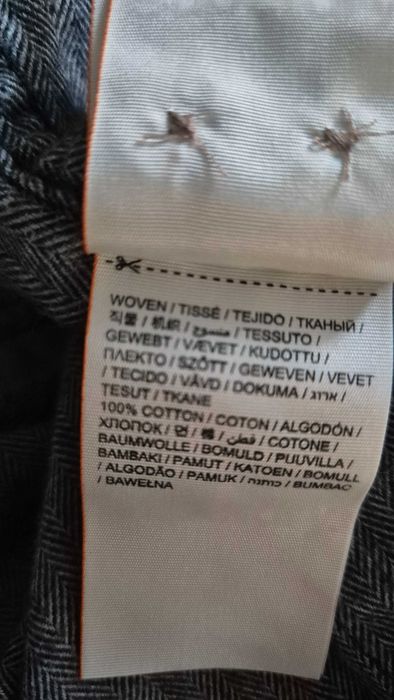 WOVEN / TISSÉ / TEJIDO / ТКАНЫЙ /
직물 / 机织 / منسوج / TESSUTO /
GEWEBT / VÆVET / KUDOTTU /
ΠΛΕΚΤΟ / SZŐTT / GEWEVEN / VEVET
/ TECIDO / VÄVD / DOKUMA / ארוג /
TESUT / TKANE
100% COTTON / COTON / ALGODÓN /
ХЛОПОК / 면 / 棉 / قطن / COTONE /
BAUMWOLLE / BOMULD / PUUVILLA /
BAMBAKI / PAMUT / KATOEN / BOMULL
/ ALGODÃO / PAMUK / כותנה / BUMBAC
/ BAWEŁNA